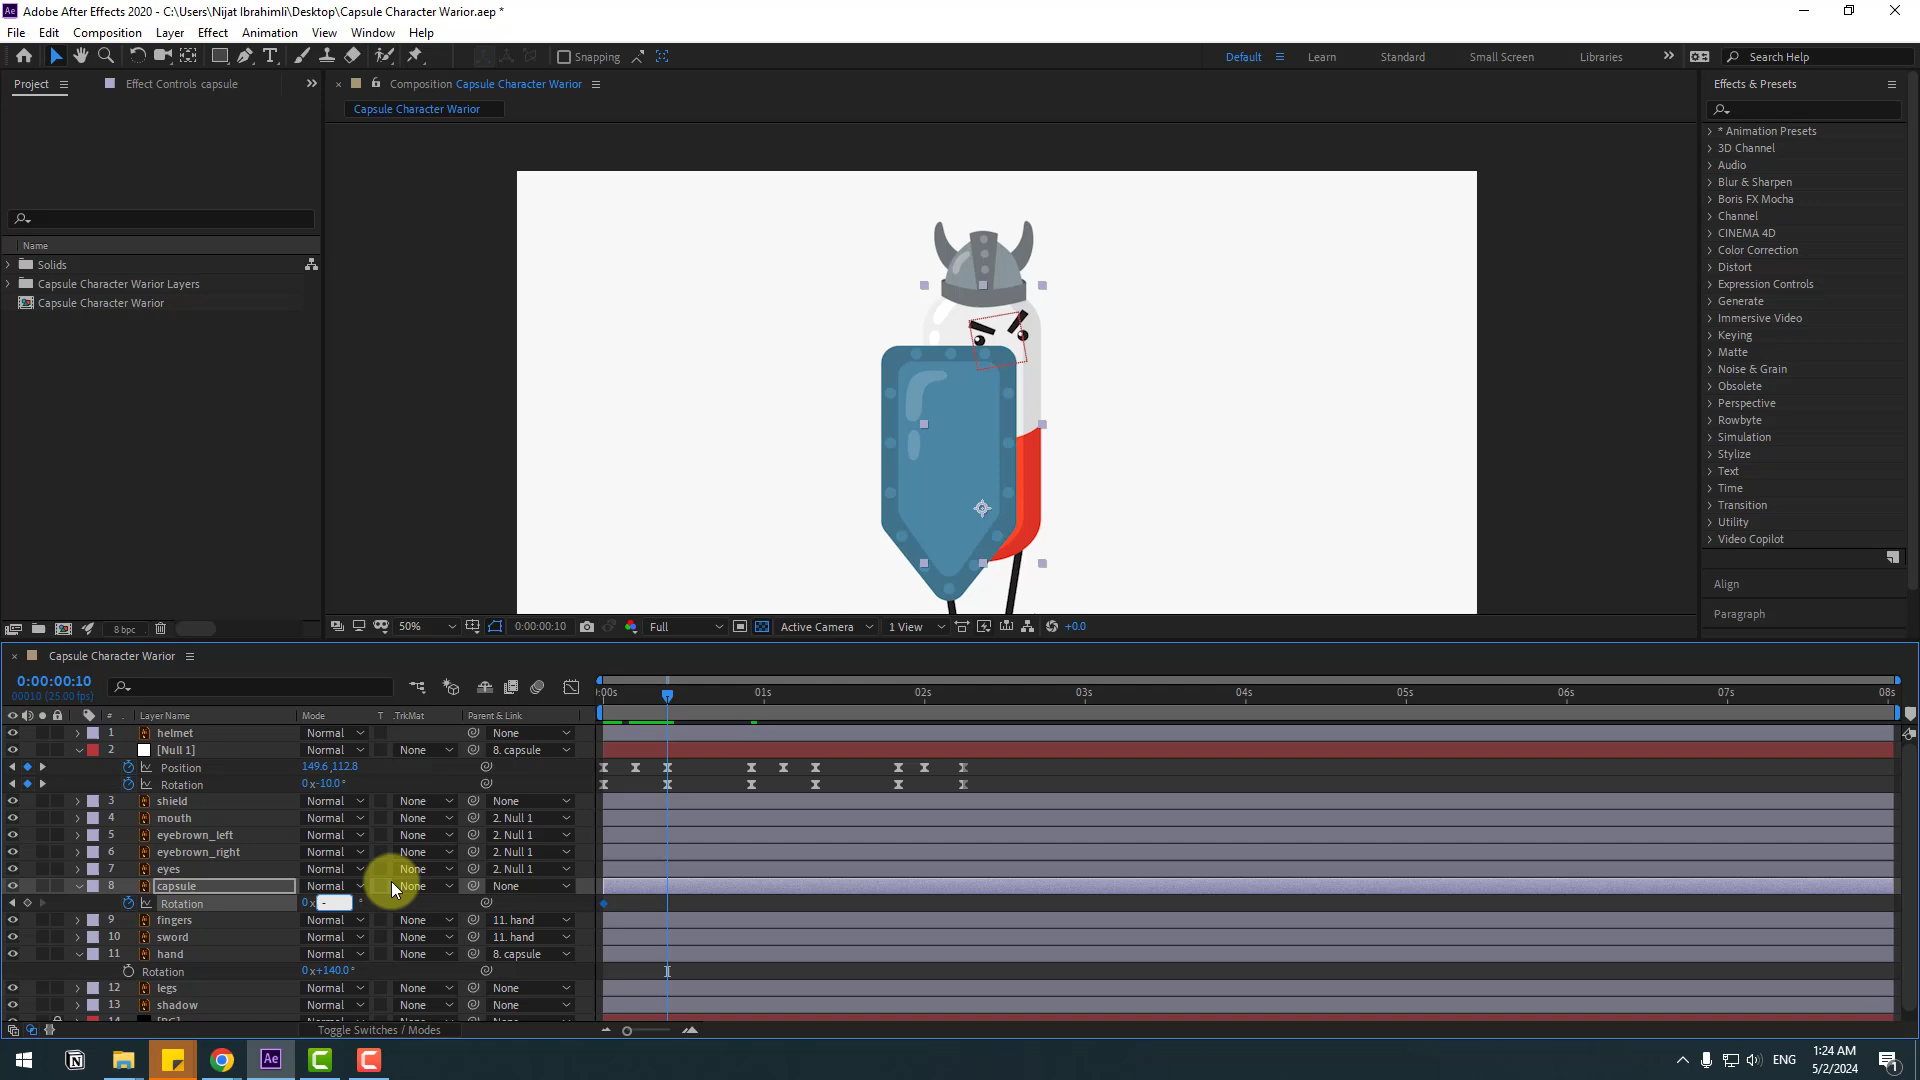 Adobe After Effects 2020 - C:\Users\Nijat Ibrahimli\Desktop\Capsule Character Warior.aep *
File Edit Composition Layer Effect Animation View Window Help
Snapping Default Learn Standard Small Screen Libraries Search Help
Project Effect Controls capsule Composition Capsule Character Warior Effects & Presets
Capsule Character Warior
* Animation Presets
3D Channel
Audio
Blur & Sharpen
Boris FX Mocha
Channel
CINEMA 4D
Color Correction
Distort
Expression Controls
Generate
Immersive Video
Keying
Matte
Noise & Grain
Obsolete
Perspective
Rowbyte
Simulation
Stylize
Text
Time
Transition
Utility
Video Copilot
Align
Paragraph
Name
Solids
Capsule Character Warior Layers
Capsule Character Warior
8 bpc 50% 0:00:00:10 Full Active Camera 1 View +0.0
Capsule Character Warior
0:00:00:10
00010 (25.00 fps)
:00s 01s 02s 03s 04s 05s 06s 07s 08s
# . Layer Name Mode T .TrkMat Parent & Link
1 helmet Normal None
2 [Null 1] Normal None 8. capsule
Position 149.6,112.8
Rotation 0x-10.0°
3 shield Normal None None
4 mouth Normal None 2. Null 1
5 eyebrown_left Normal None 2. Null 1
6 eyebrown_right Normal None 2. Null 1
7 eyes Normal None 2. Null 1
8 capsule Normal None None
Rotation 0x - °
9 fingers Normal None 11. hand
10 sword Normal None 11. hand
11 hand Normal None 8. capsule
Rotation 0x+140.0°
12 legs Normal None None
13 shadow Normal None None
Toggle Switches / Modes
Ae ENG 1:24 AM
5/2/2024 1